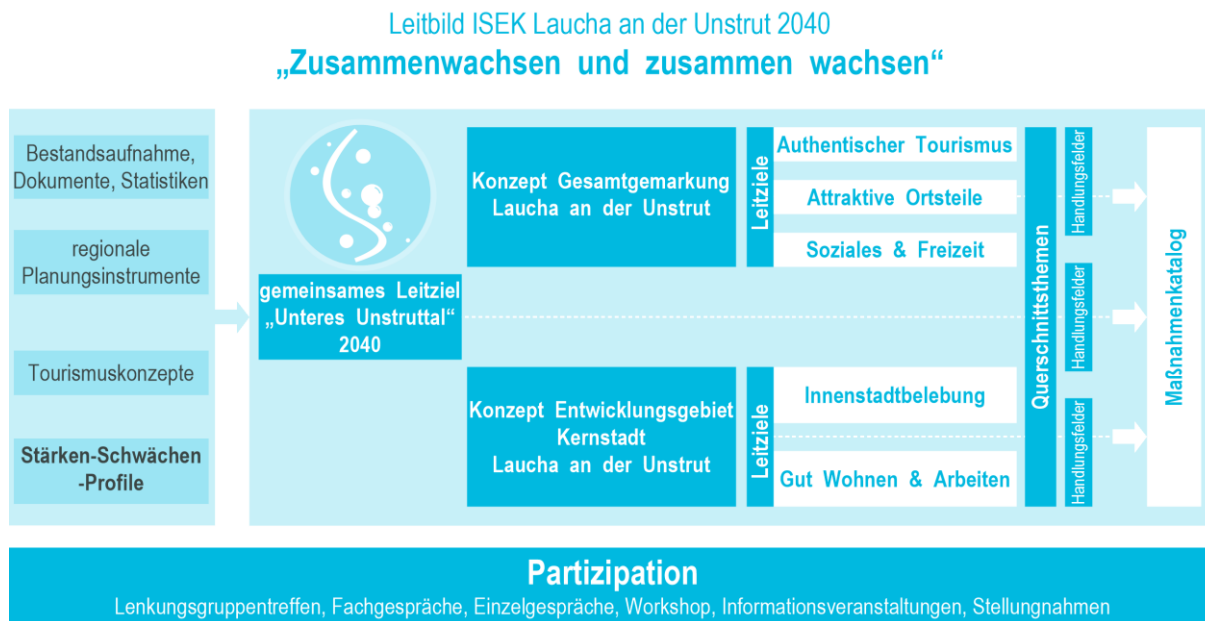 Leitbild ISEK Laucha an der Unstrut 2040
„Zusammenwachsen und zusammen wachsen“
Bestandsaufnahme,
Dokumente, Statistiken
regionale
Planungsinstrumente
Tourismuskonzepte
Stärken-Schwächen
-Profile
gemeinsames Leitziel
„Unteres Unstruttal“
2040
Konzept Gesamtgemarkung
Laucha an der Unstrut
Leitziele
Authentischer Tourismus
Attraktive Ortsteile
Soziales & Freizeit
Konzept Entwicklungsgebiet
Kernstadt
Laucha an der Unstrut
Leitziele
Innenstadtbelebung
Gut Wohnen & Arbeiten
Querschnittsthemen
Handlungsfelder
Handlungsfelder
Handlungsfelder
Maßnahmenkatalog
Partizipation
Lenkungsgruppentreffen, Fachgespräche, Einzelgespräche, Workshop, Informationsveranstaltungen, Stellungnahmen